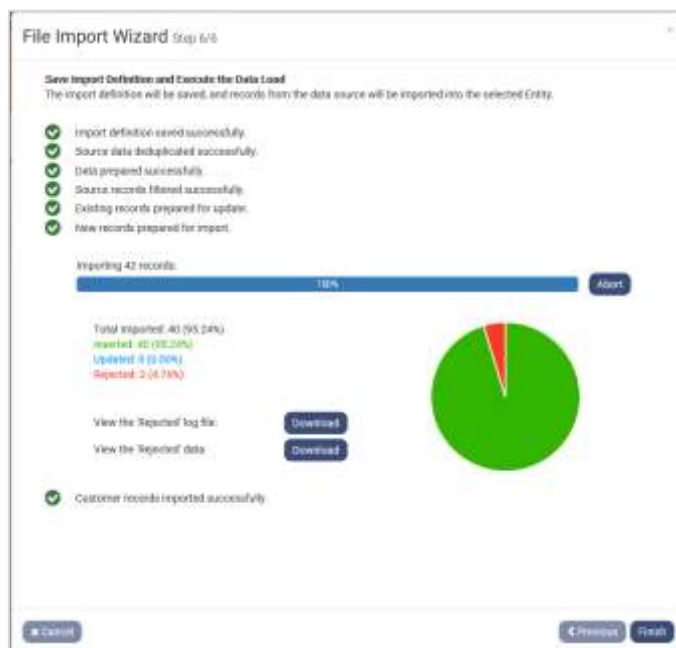 File Import Wizard Step 6/6
Save Import Definition and Execute the Data Load
The import definition will be saved, and records from the data source will be imported into the selected Entity.
Import definition saved successfully.
Source data deduplicated successfully.
Data prepared successfully.
Source records filtered successfully.
Existing records prepared for update.
New records prepared for import.
Importing 42 records:
100%
Abort
Total Imported: 40 (95.24%)
Inserted: 40 (95.24%)
Updated: 0 (0.00%)
Rejected: 2 (4.76%)
View the 'Rejected' log file: Download
View the 'Rejected' data: Download
Customer records imported successfully.
Cancel
Previous
Finish